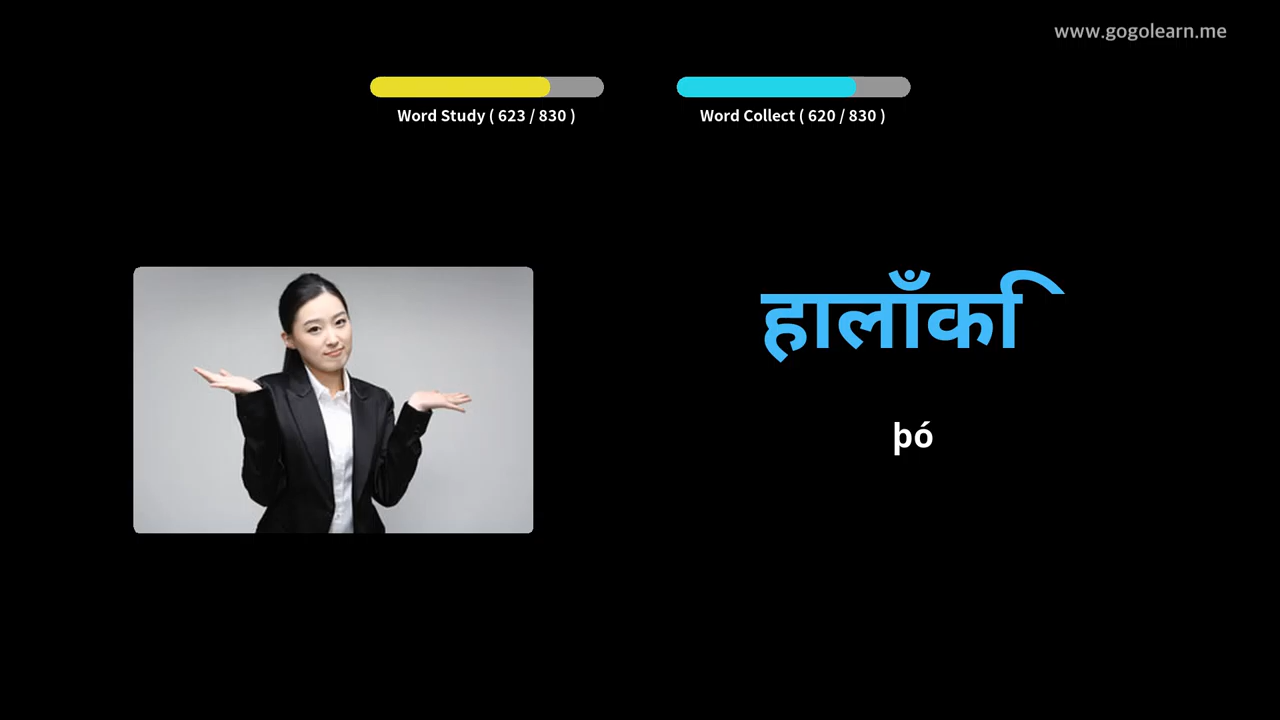 www.gogolearn.me
Word Study ( 623 / 830 )
Word Collect ( 620 / 830 )
हालाँकि
þó